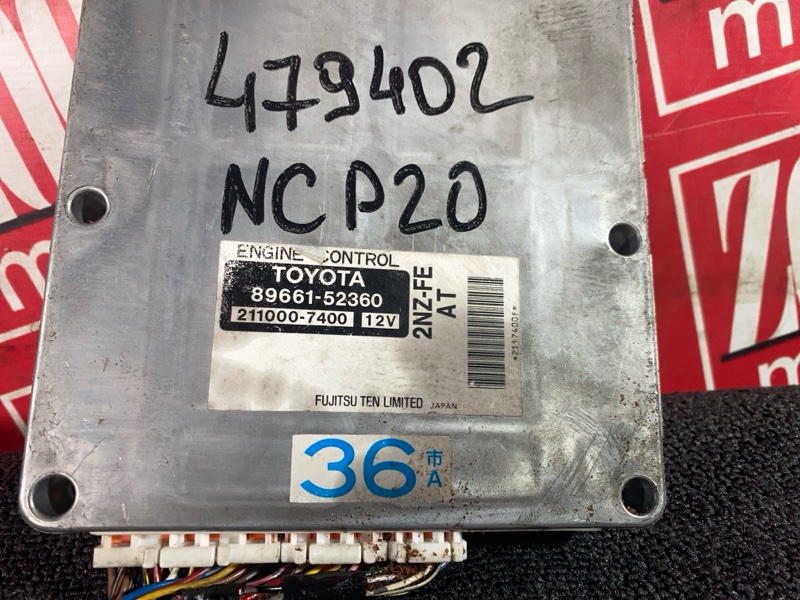 479402
NCP20
ENGINE CONTROL
TOYOTA
89661-52360
211000-7400 12V
2NZ-FE
AT
FUJITSU TEN LIMITED JAPAN
36 市A